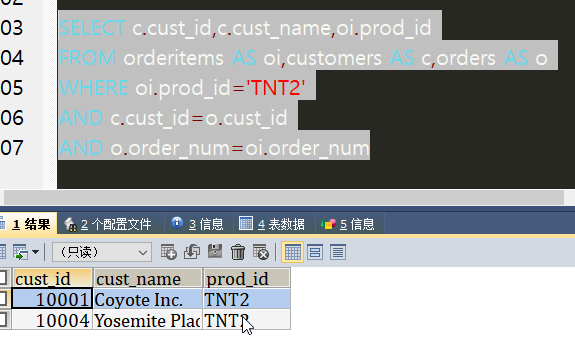 03 SELECT c.cust_id,c.cust_name,oi.prod_id
04 FROM orderitems AS oi,customers AS c,orders AS o
05 WHERE oi.prod_id='TNT2'
06 AND c.cust_id=o.cust_id
07 AND o.order_num=oi.order_num
1 结果 2 个配置文件 3 信息 4 表数据 5 信息
（只读）
cust_id cust_name prod_id
10001 Coyote Inc. TNT2
10004 Yosemite Plac TNT2